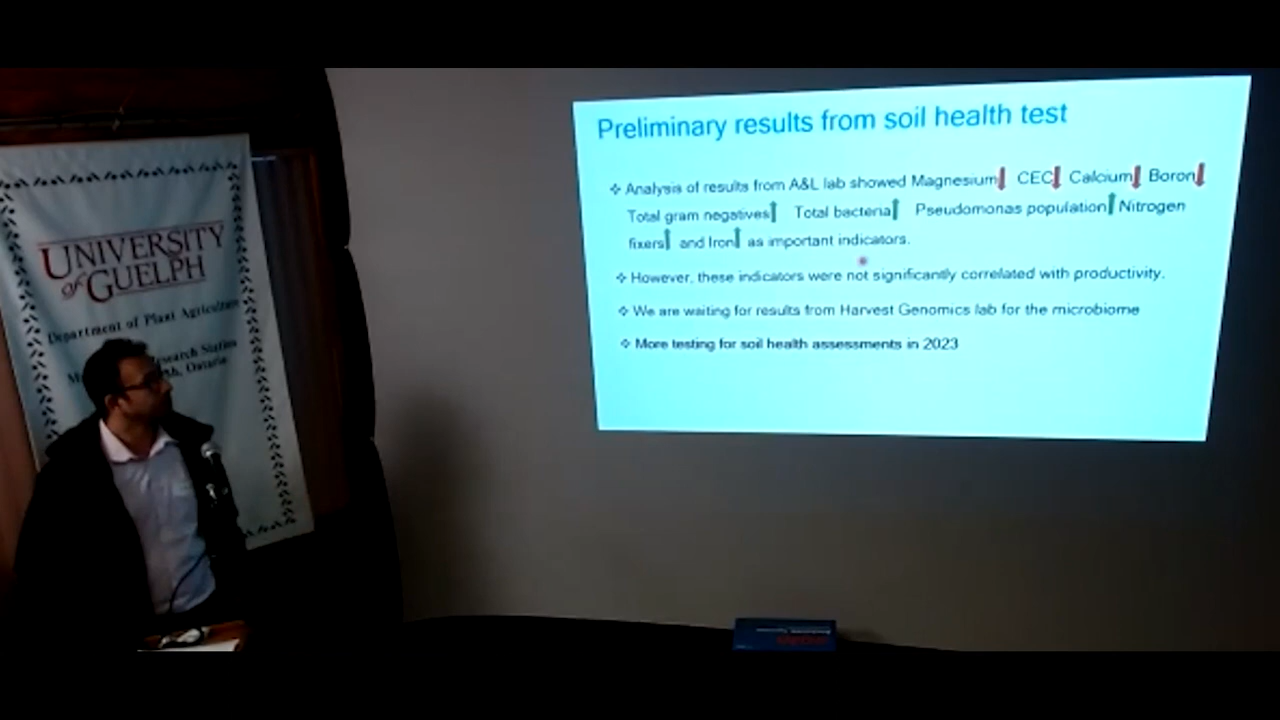 UNIVERSITY
of GUELPH
Department of Plant Agriculture
Research Station
Ontario
Preliminary results from soil health test
❖ Analysis of results from A&L lab showed Magnesium↓ CEC↓ Calcium↓ Boron↓
Total gram negatives↑ Total bacteria↑ Pseudomonas population↑ Nitrogen
fixers↑ and Iron↑ as important indicators.
❖ However, these indicators were not significantly correlated with productivity.
❖ We are waiting for results from Harvest Genomics lab for the microbiome
❖ More testing for soil health assessments in 2023